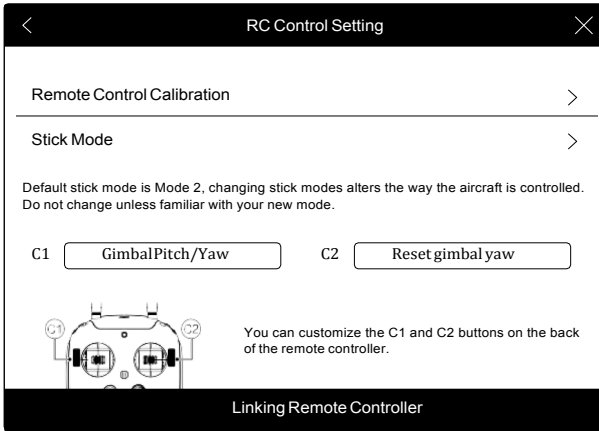 RC Control Setting
Remote Control Calibration
Stick Mode
Default stick mode is Mode 2, changing stick modes alters the way the aircraft is controlled.
Do not change unless familiar with your new mode.
C1 GimbalPitch/Yaw C2 Reset gimbal yaw
C1 C2
You can customize the C1 and C2 buttons on the back
of the remote controller.
Linking Remote Controller